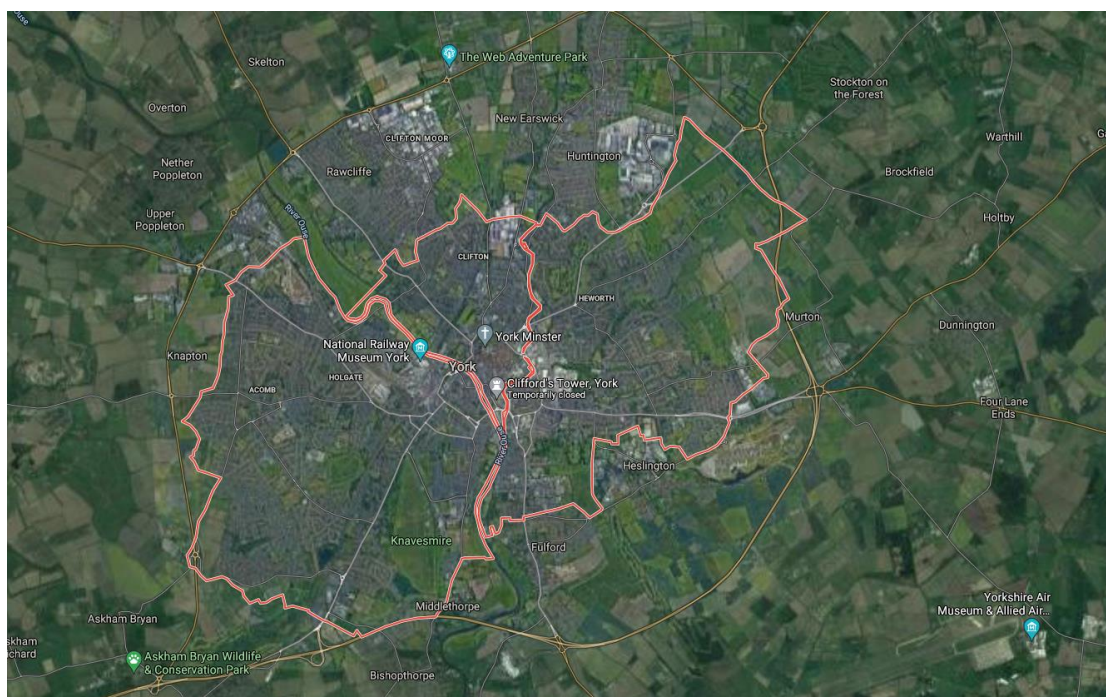 The Web Adventure Park
Skelton
Stockton on
the Forest
Overton
New Earswick
CLIFTON MOOR
Warthill
Huntington
Nether
Poppleton
Rawcliffe
Brockfield
Upper
Poppleton
River Ouse
Holtby
CLIFTON
HEWORTH
Murton
Dunnington
York Minster
National Railway
Museum York
Knapton
York
HOLGATE
ACOMB
Clifford's Tower, York
Temporarily closed
Four Lane
Ends
River Ouse
Heslington
Knavesmire
Fulford
Middlethorpe
Yorkshire Air
Museum & Allied Air...
Askham Bryan
Askham Bryan Wildlife
& Conservation Park
Bishopthorpe